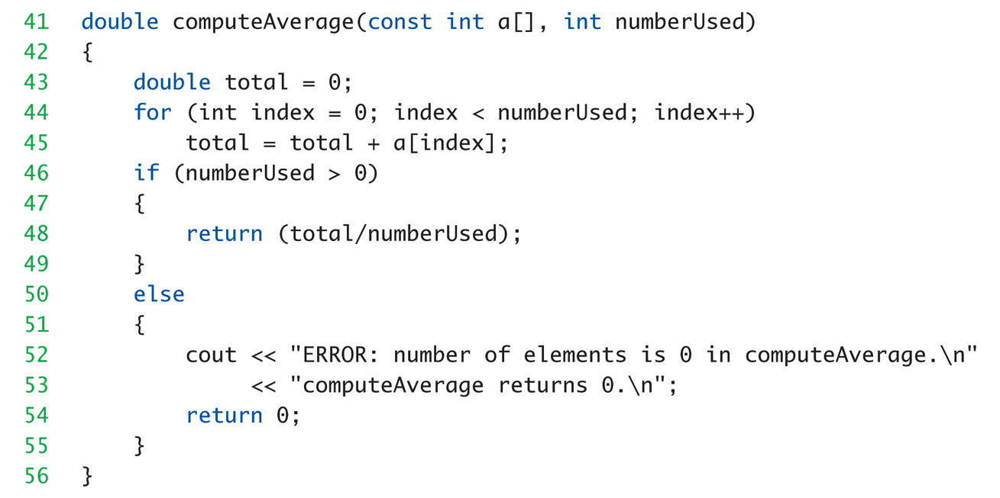 41 double computeAverage(const int a[], int numberUsed)
42 {
43     double total = 0;
44     for (int index = 0; index < numberUsed; index++)
45         total = total + a[index];
46     if (numberUsed > 0)
47     {
48         return (total/numberUsed);
49     }
50     else
51     {
52         cout << "ERROR: number of elements is 0 in computeAverage.\n"
53              << "computeAverage returns 0.\n";
54         return 0;
55     }
56 }